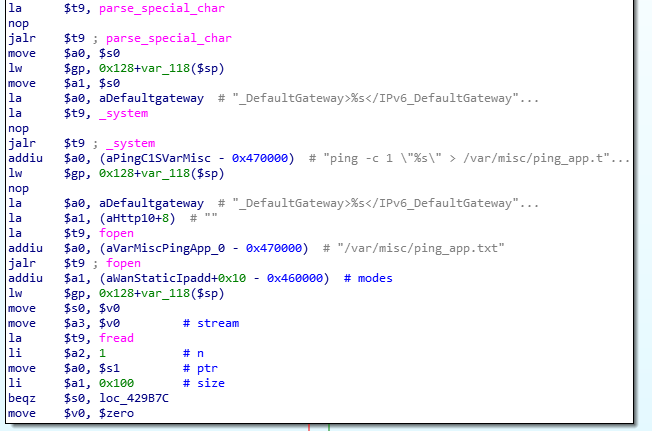 la $t9, parse_special_char
nop
jalr $t9 ; parse_special_char
move $a0, $s0
lw $gp, 0x128+var_118($sp)
move $a1, $s0
la $a0, aDefaultgateway # "_DefaultGateway>%s</IPv6_DefaultGateway"...
la $t9, _system
nop
jalr $t9 ; _system
addiu $a0, (aPingC1SVarMisc - 0x470000) # "ping -c 1 \"%s\" > /var/misc/ping_app.t"...
lw $gp, 0x128+var_118($sp)
nop
la $a0, aDefaultgateway # "_DefaultGateway>%s</IPv6_DefaultGateway"...
la $a1, (aHttp10+8) # ""
la $t9, fopen
addiu $a0, (aVarMiscPingApp_0 - 0x470000) # "/var/misc/ping_app.txt"
jalr $t9 ; fopen
addiu $a1, (aWanStaticIpadd+0x10 - 0x460000) # modes
lw $gp, 0x128+var_118($sp)
move $s0, $v0
move $a3, $v0 # stream
la $t9, fread
li $a2, 1 # n
move $a0, $s1 # ptr
li $a1, 0x100 # size
beqz $s0, loc_429B7C
move $v0, $zero